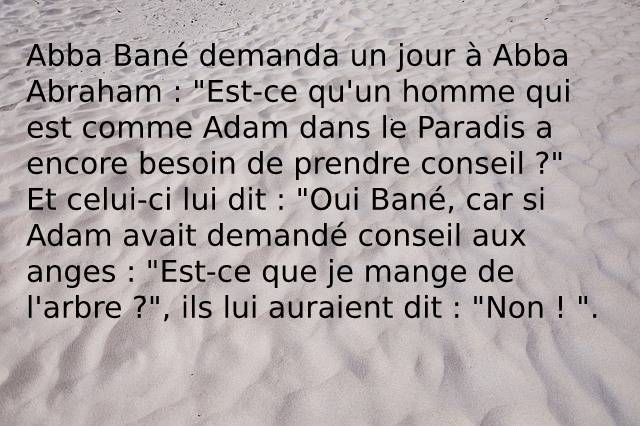 Abba Bané demanda un jour à Abba
Abraham : "Est-ce qu'un homme qui
est comme Adam dans le Paradis a
encore besoin de prendre conseil ?"
Et celui-ci lui dit : "Oui Bané, car si
Adam avait demandé conseil aux
anges : "Est-ce que je mange de
l'arbre ?", ils lui auraient dit : "Non ! ".